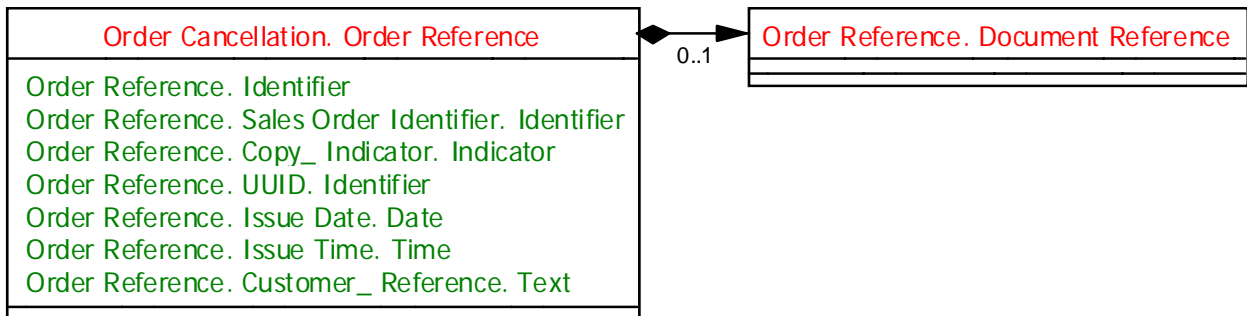 Order Cancellation. Order Reference
Order Reference. Identifier
Order Reference. Sales Order Identifier. Identifier
Order Reference. Copy_ Indicator. Indicator
Order Reference. UUID. Identifier
Order Reference. Issue Date. Date
Order Reference. Issue Time. Time
Order Reference. Customer_ Reference. Text
0..1
Order Reference. Document Reference